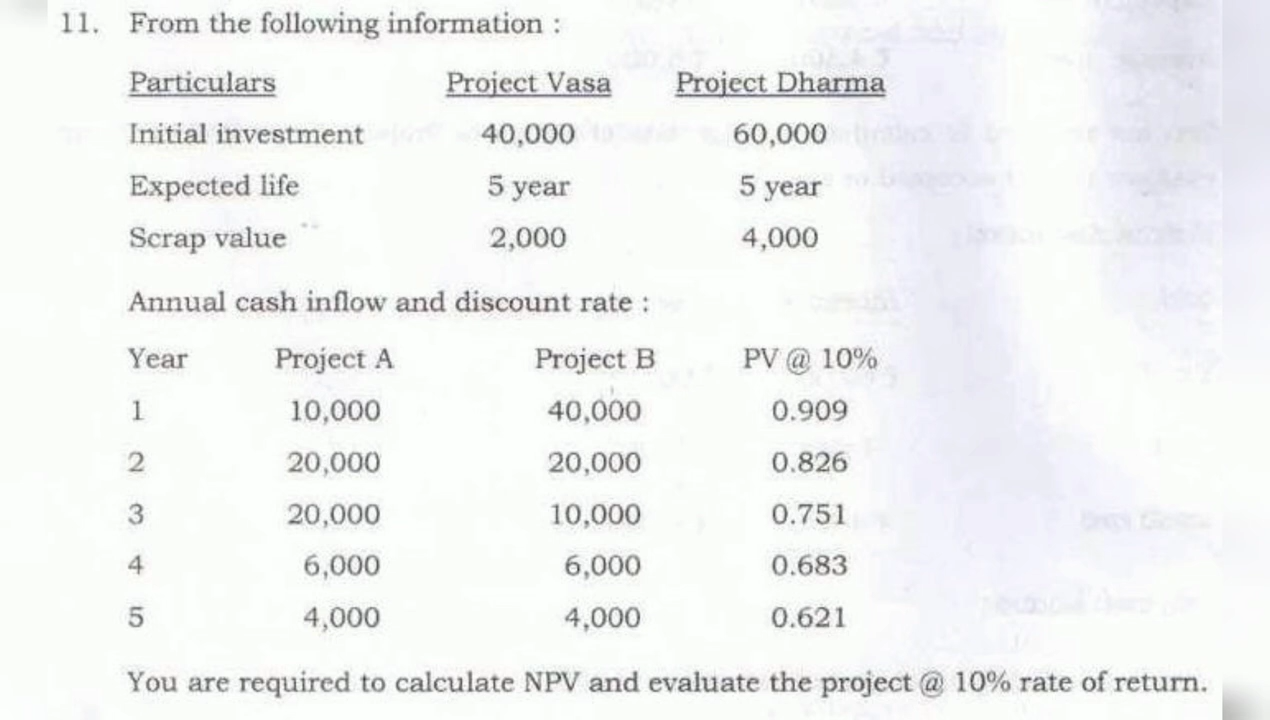 11. From the following information :
Particulars Project Vasa Project Dharma
Initial investment 40,000 60,000
Expected life 5 year 5 year
Scrap value 2,000 4,000
Annual cash inflow and discount rate :
Year Project A Project B PV @ 10%
1 10,000 40,000 0.909
2 20,000 20,000 0.826
3 20,000 10,000 0.751
4 6,000 6,000 0.683
5 4,000 4,000 0.621
You are required to calculate NPV and evaluate the project @ 10% rate of return.